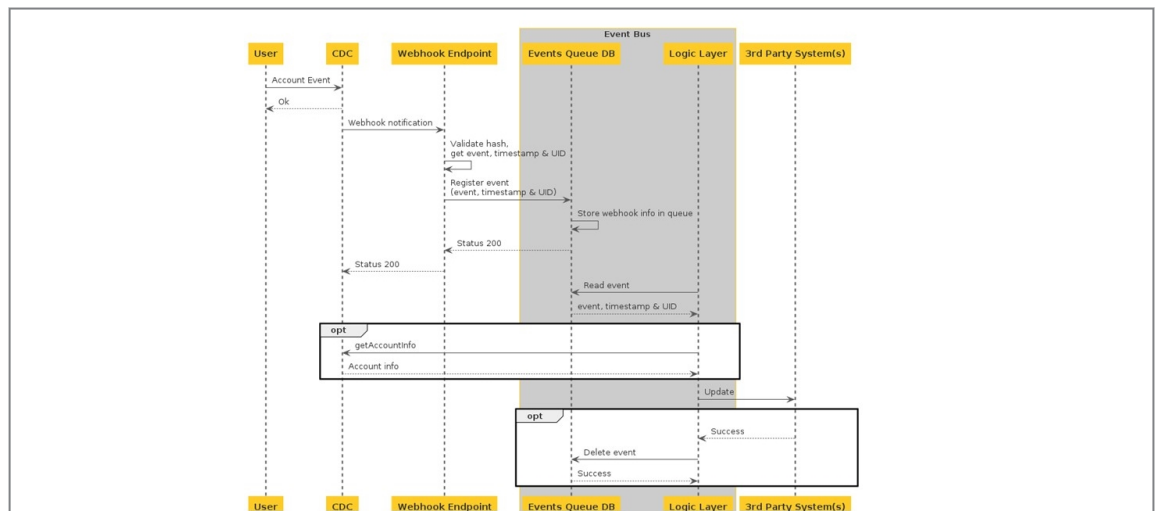 Event Bus
User
CDC
Webhook Endpoint
Events Queue DB
Logic Layer
3rd Party System(s)
Account Event
Ok
Webhook notification
Validate hash,
get event, timestamp & UID
Register event
(event, timestamp & UID)
Store webhook info in queue
Status 200
Status 200
Read event
event, timestamp & UID
opt
getAccountInfo
Account info
Update
opt
Success
Delete event
Success
User
CDC
Webhook Endpoint
Events Queue DB
Logic Layer
3rd Party System(s)